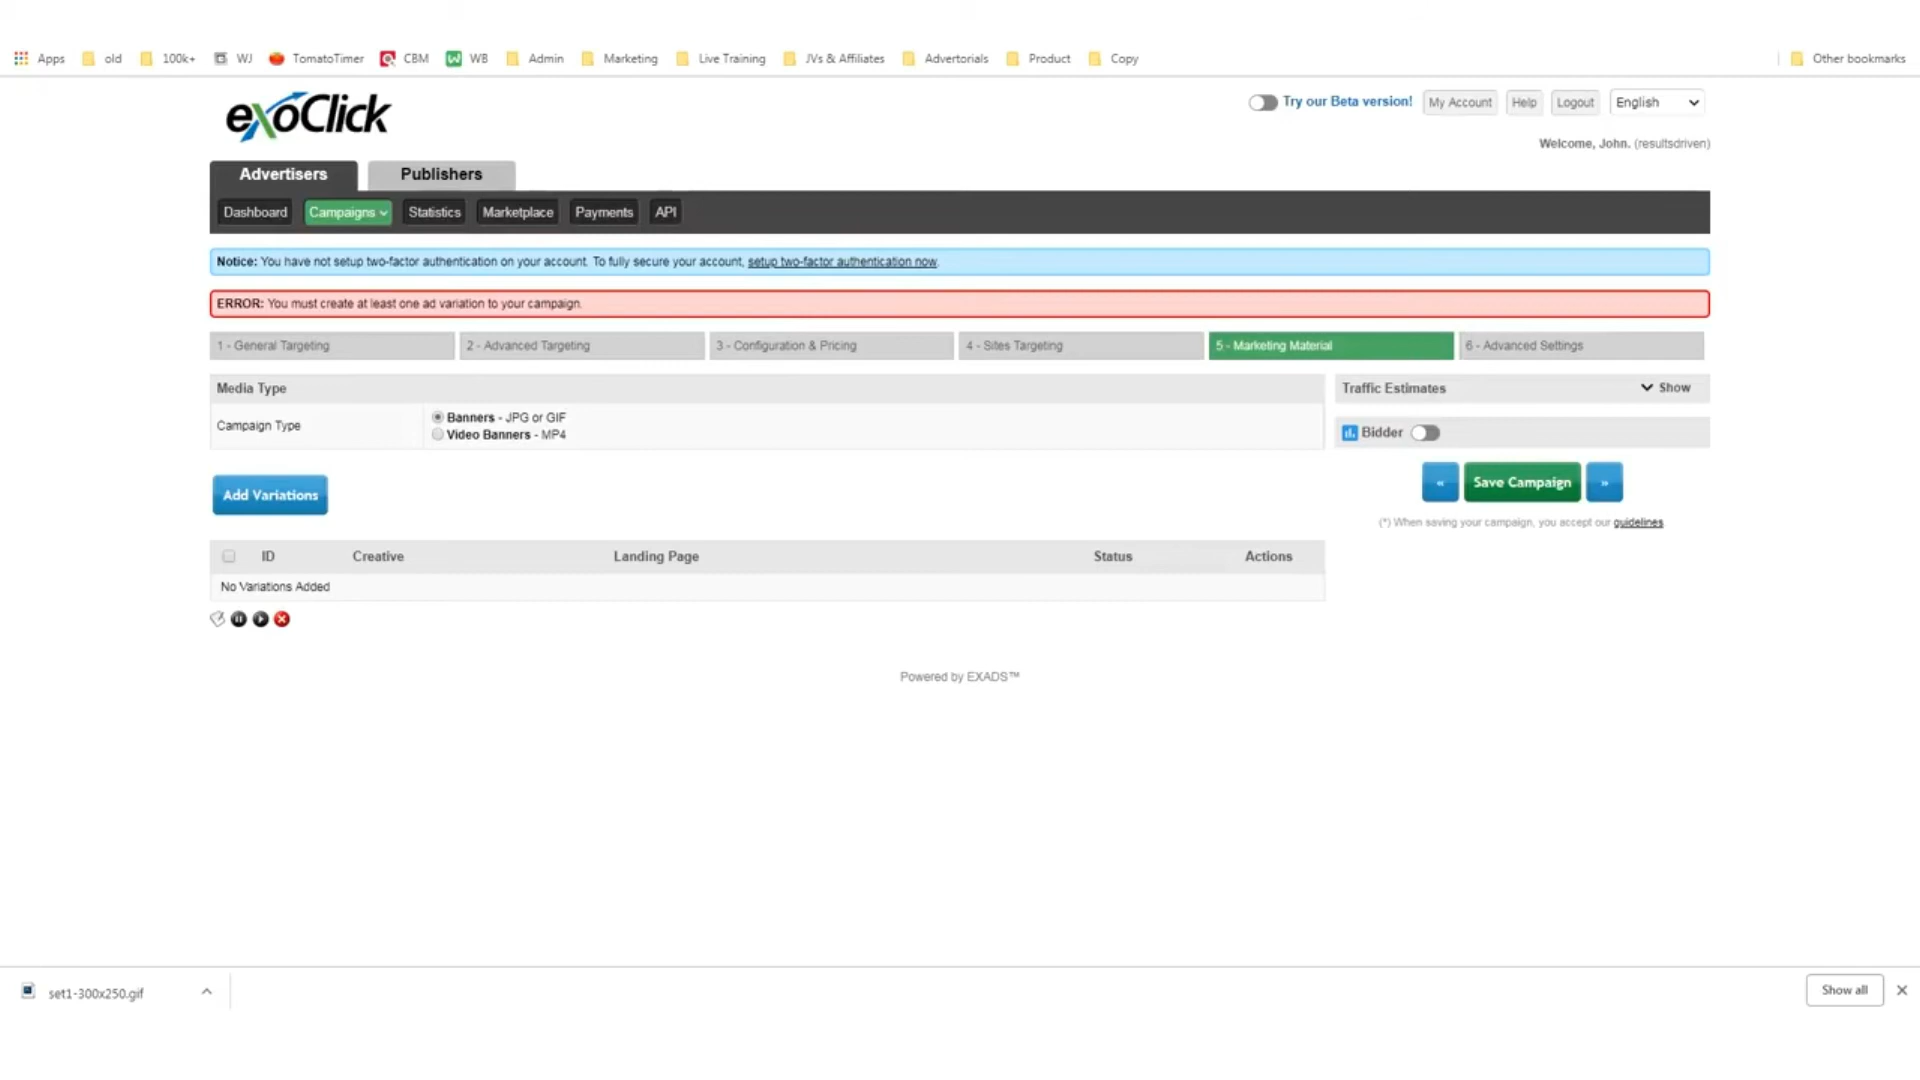 Apps old 100k+ WJ TomatoTimer CBM WB Admin Marketing Live Training JVs & Affiliates Advertorials Product Copy Other bookmarks
exoClick
Try our Beta version! My Account Help Logout English
Welcome, John. (resultsdriven)
Advertisers Publishers
Dashboard Campaigns Statistics Marketplace Payments API
Notice: You have not setup two-factor authentication on your account. To fully secure your account, setup two-factor authentication now.
ERROR: You must create at least one ad variation to your campaign.
1 - General Targeting 2 - Advanced Targeting 3 - Configuration & Pricing 4 - Sites Targeting 5 - Marketing Material 6 - Advanced Settings
Media Type Traffic Estimates Show
Campaign Type Banners - JPG or GIF
Video Banners - MP4
Bidder
Add Variations
« Save Campaign »
(*) When saving your campaign, you accept our guidelines
ID Creative Landing Page Status Actions
No Variations Added
Powered by EXADS™
set1-300x250.gif Show all